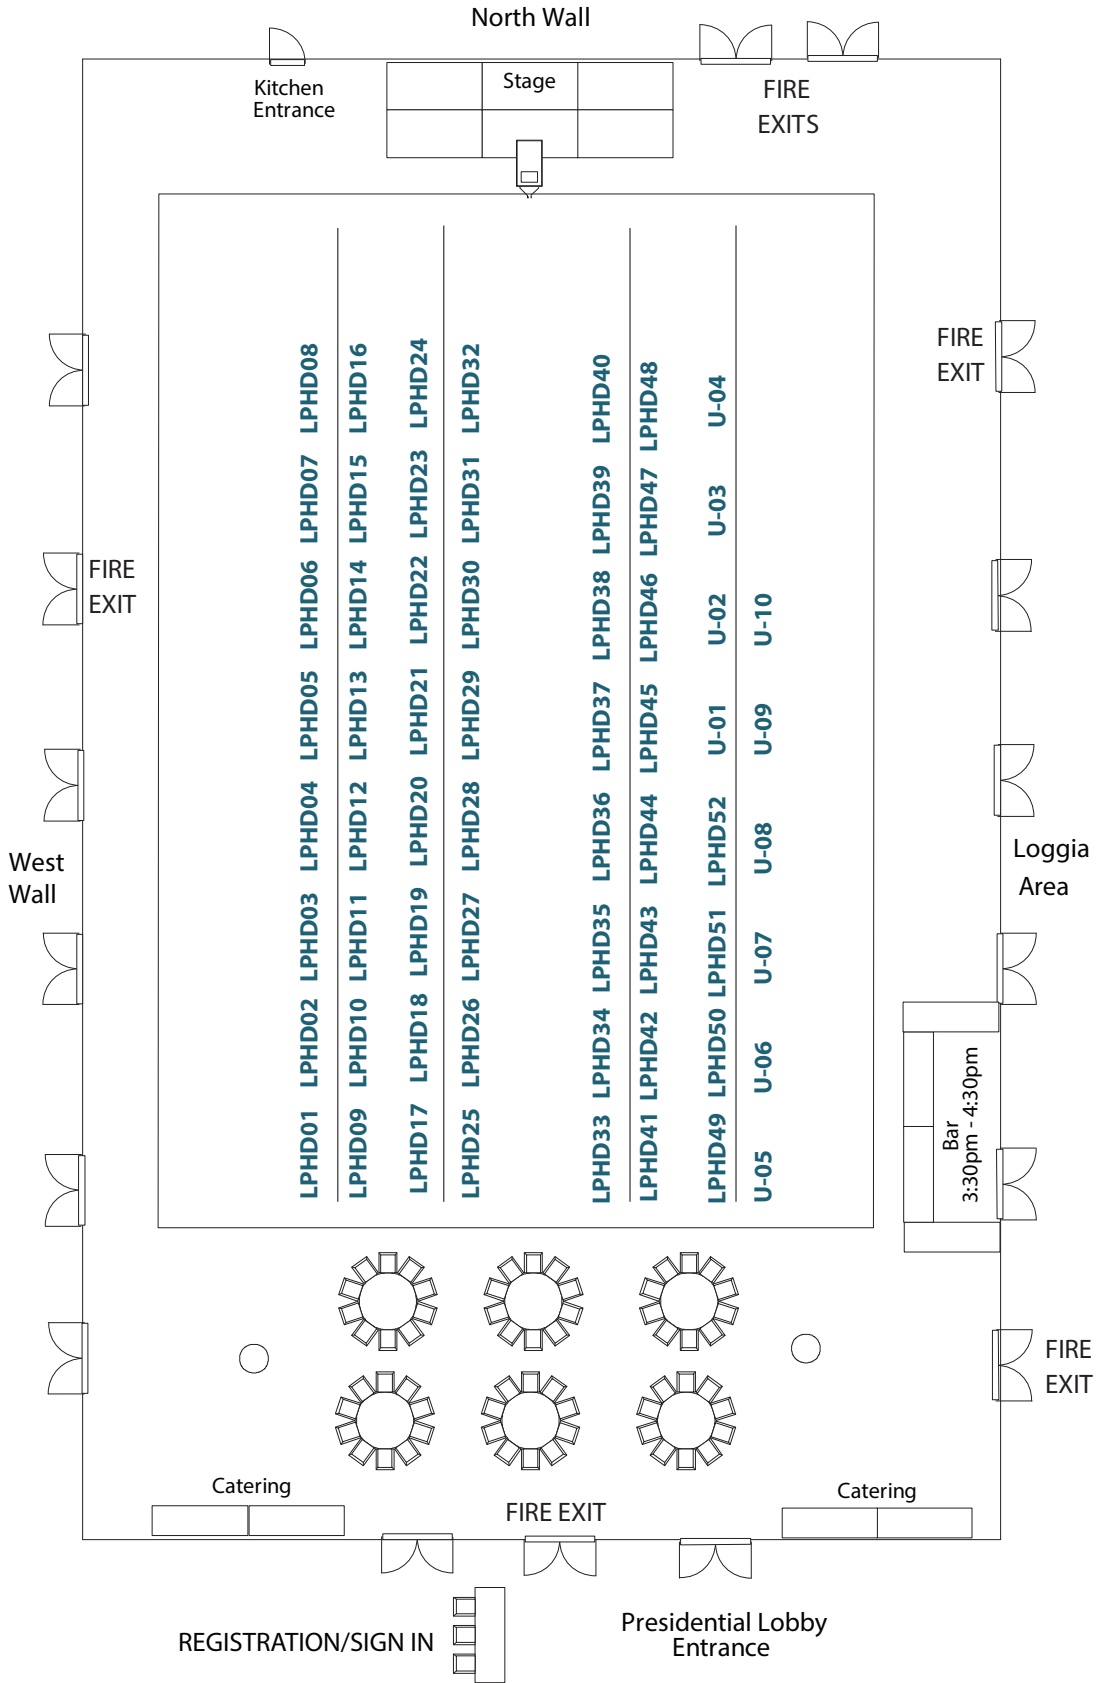 North Wall
Kitchen
Entrance
Stage
FIRE
EXITS
FIRE
EXIT
FIRE
EXIT
West
Wall
Loggia
Area
LPHD01 LPHD02 LPHD03 LPHD04 LPHD05 LPHD06 LPHD07 LPHD08
LPHD09 LPHD10 LPHD11 LPHD12 LPHD13 LPHD14 LPHD15 LPHD16
LPHD17 LPHD18 LPHD19 LPHD20 LPHD21 LPHD22 LPHD23 LPHD24
LPHD25 LPHD26 LPHD27 LPHD28 LPHD29 LPHD30 LPHD31 LPHD32
LPHD33 LPHD34 LPHD35 LPHD36 LPHD37 LPHD38 LPHD39 LPHD40
LPHD41 LPHD42 LPHD43 LPHD44 LPHD45 LPHD46 LPHD47 LPHD48
LPHD49 LPHD50 LPHD51 LPHD52 U-01 U-02 U-03 U-04
U-05 U-06 U-07 U-08 U-09 U-10
Bar
3:30pm - 4:30pm
FIRE
EXIT
Catering
FIRE EXIT
Catering
REGISTRATION/SIGN IN
Presidential Lobby
Entrance